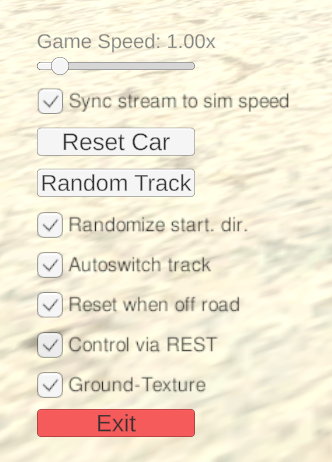 Game Speed: 1.00x
Sync stream to sim speed
Reset Car
Random Track
Randomize start. dir.
Autoswitch track
Reset when off road
Control via REST
Ground-Texture
Exit